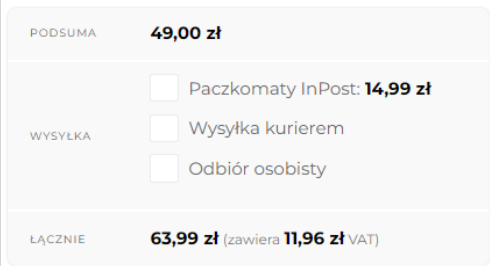 PODSUMA 49,00 zł
Paczkomaty InPost: 14,99 zł
WYSYŁKA Wysyłka kurierem
Odbiór osobisty
ŁĄCZNIE 63,99 zł (zawiera 11,96 zł VAT)